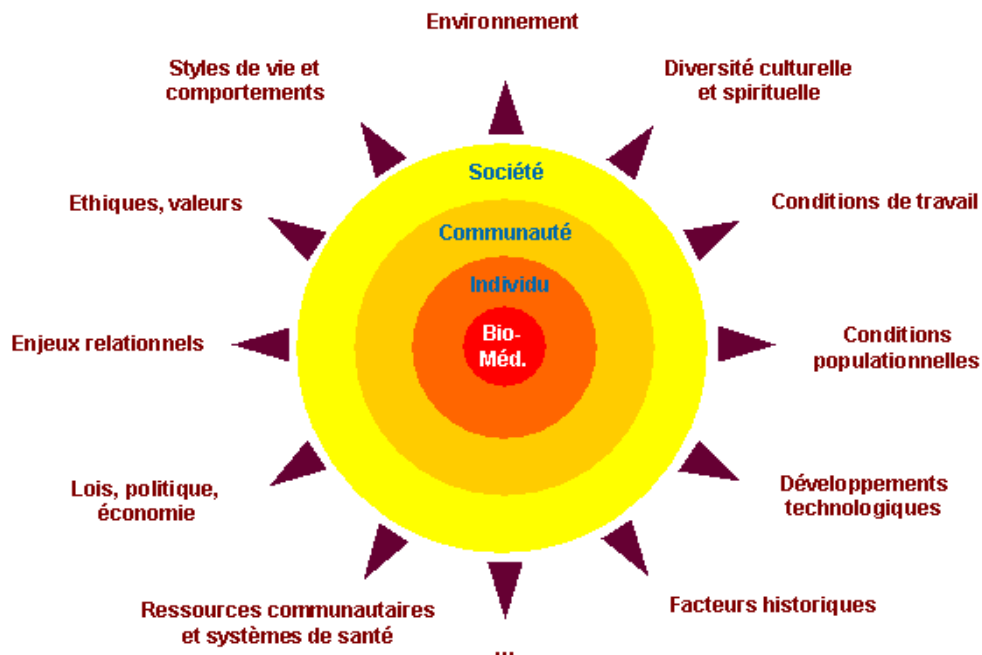 Environnement
Styles de vie et
comportements
Diversité culturelle
et spirituelle
Société
Ethiques, valeurs
Conditions de travail
Communauté
Individu
Bio-
Méd.
Enjeux relationnels
Conditions
populationnelles
Lois, politique,
économie
Développements
technologiques
Ressources communautaires
et systèmes de santé
Facteurs historiques
...